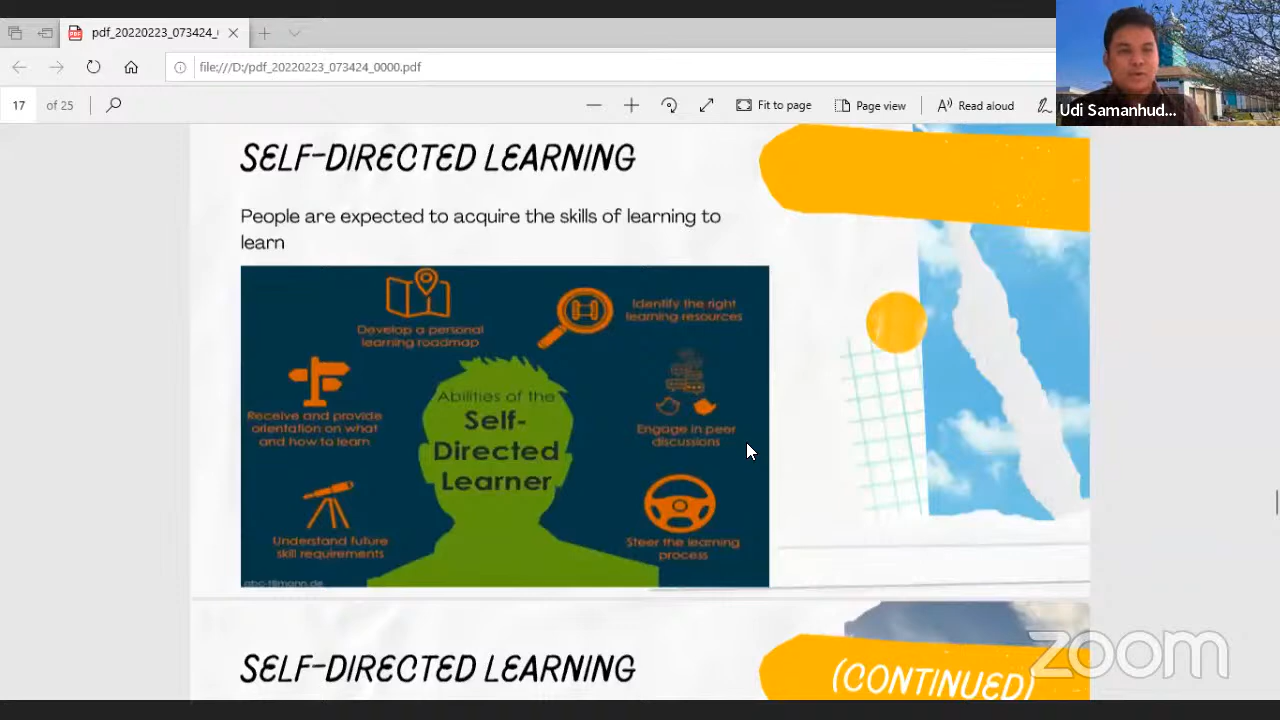 pdf_20220223_073424_
file:///D:/pdf_20220223_073424_0000.pdf
17 of 25
Fit to page
Page view
Read aloud
Udi Samanhud...
SELF-DIRECTED LEARNING
People are expected to acquire the skills of learning to
learn
Develop a personal
learning roadmap
Identify the right
learning resources
Receive and provide
orientation on what
and how to learn
Abilities of the
Self-
Directed
Learner
Engage in peer
discussions
Understand future
skill requirements
Steer the learning
process
abc-tillmann.de
SELF-DIRECTED LEARNING
(CONTINUED)
zoom